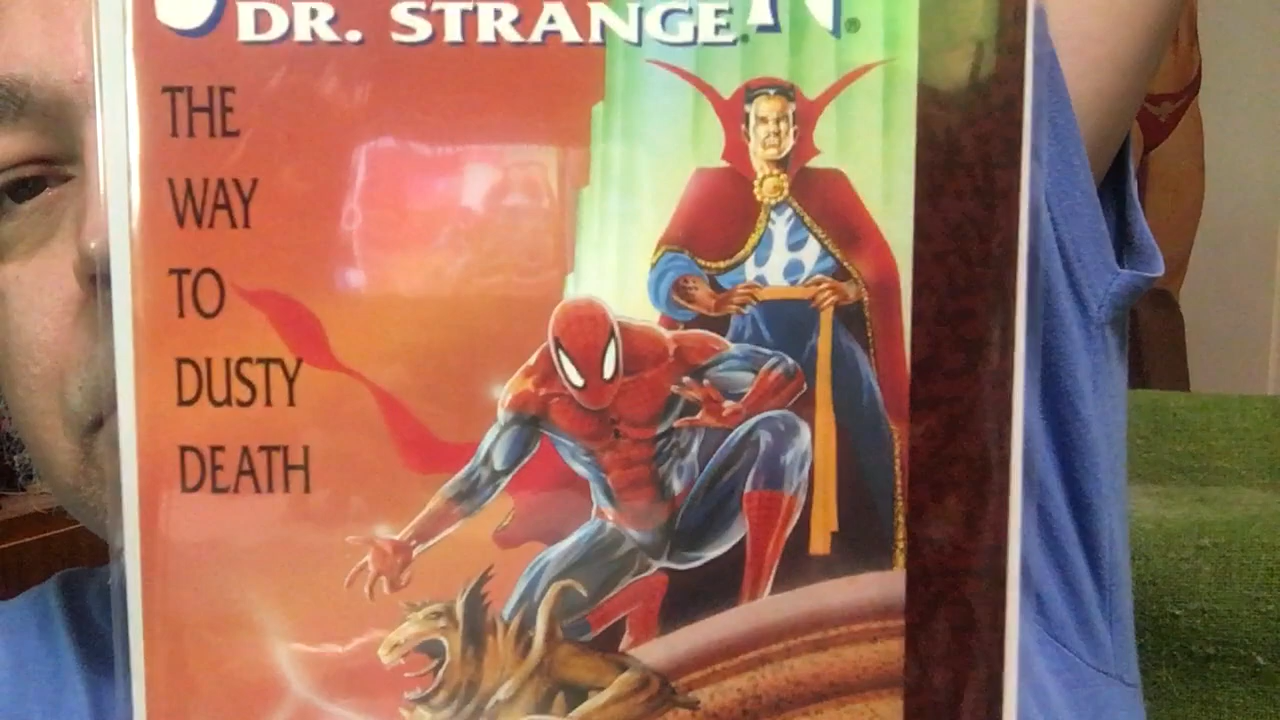 DR. STRANGE
THE
WAY
TO
DUSTY
DEATH